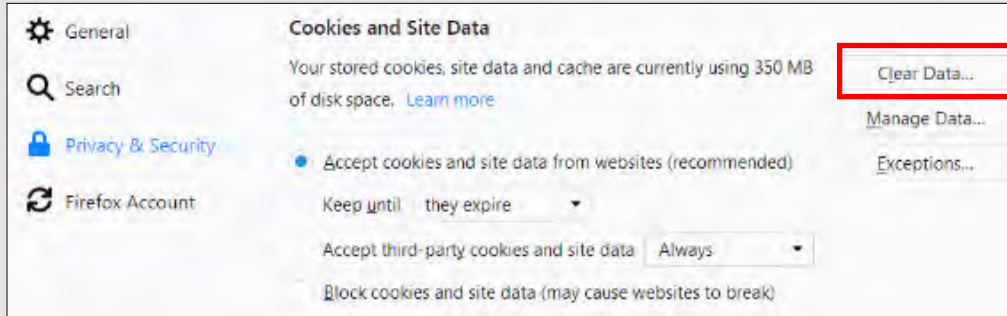 General
Search
Privacy & Security
Firefox Account
Cookies and Site Data
Your stored cookies, site data and cache are currently using 350 MB
of disk space. Learn more
Accept cookies and site data from websites (recommended)
Keep until they expire
Accept third-party cookies and site data Always
Block cookies and site data (may cause websites to break)
Clear Data...
Manage Data...
Exceptions...